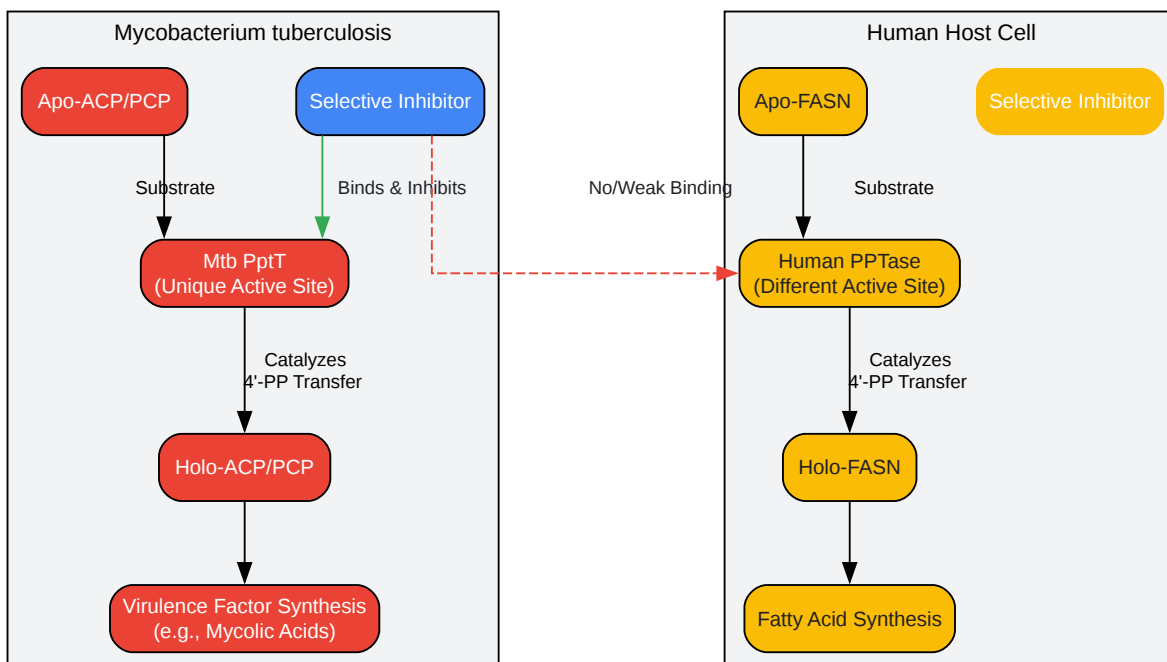 Mycobacterium tuberculosis
Apo-ACP/PCP
Selective Inhibitor
Substrate
Binds & Inhibits
Mtb PptT
(Unique Active Site)
Catalyzes
4'-PP Transfer
Holo-ACP/PCP
Virulence Factor Synthesis
(e.g., Mycolic Acids)
No/Weak Binding
Human Host Cell
Apo-FASN
Selective Inhibitor
Substrate
Human PPTase
(Different Active Site)
Catalyzes
4'-PP Transfer
Holo-FASN
Fatty Acid Synthesis